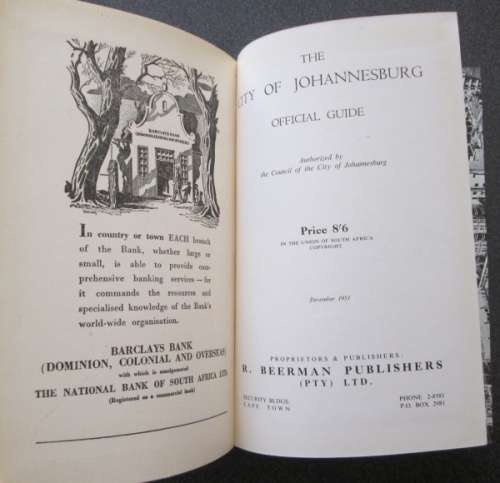 BARCLAYS BANK
In country or town EACH branch
of the Bank, whether large or
small, is able to provide com-
prehensive banking services—for
it commands the resources and
specialised knowledge of the Bank's
world-wide organisation.
BARCLAYS BANK
(DOMINION, COLONIAL AND OVERSEAS)
with which is amalgamated
THE NATIONAL BANK OF SOUTH AFRICA LTD.
(Registered as a commercial bank)
THE
CITY OF JOHANNESBURG
OFFICIAL GUIDE
Authorized by
the Council of the City of Johannesburg
Price 8'6
IN THE UNION OF SOUTH AFRICA
COPYRIGHT
December
PROPRIETORS & PUBLISHERS:
R. BEERMAN PUBLISHERS
(PTY) LTD.
SECURITY BLDGS.
CAPE TOWN
PHONE 2-8581
P.O. BOX 2981